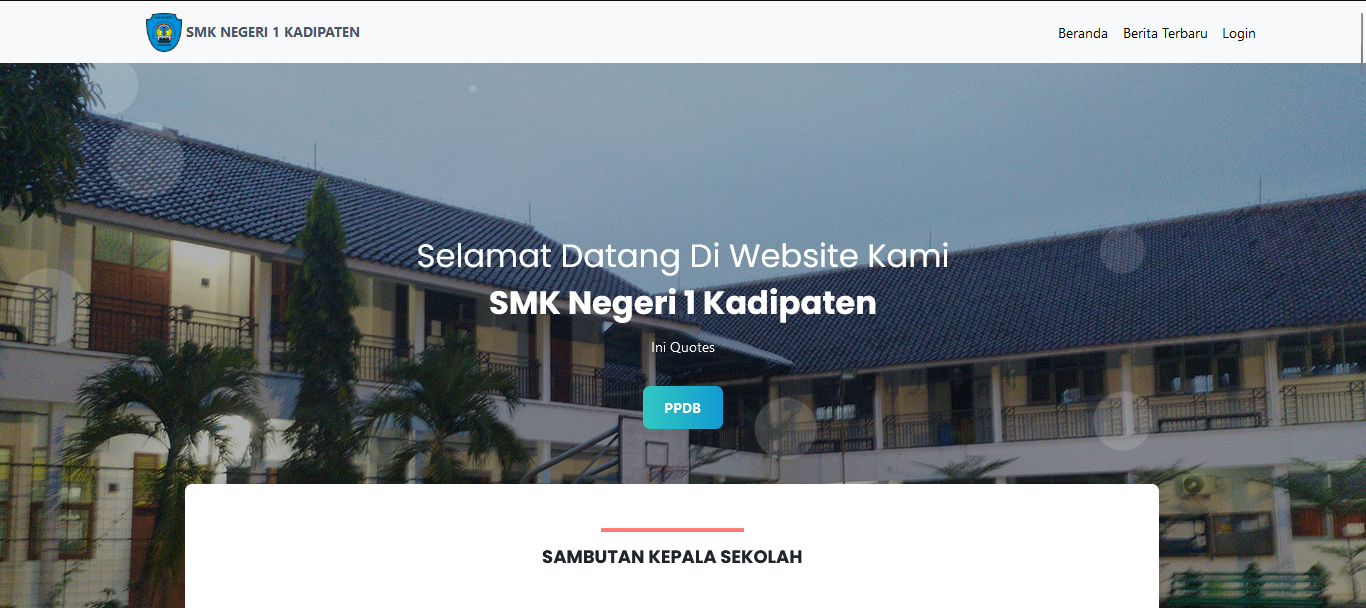 SMK NEGERI 1 KADIPATEN
Beranda Berita Terbaru Login
Selamat Datang Di Website Kami
SMK Negeri 1 Kadipaten
Ini Quotes
PPDB
SAMBUTAN KEPALA SEKOLAH